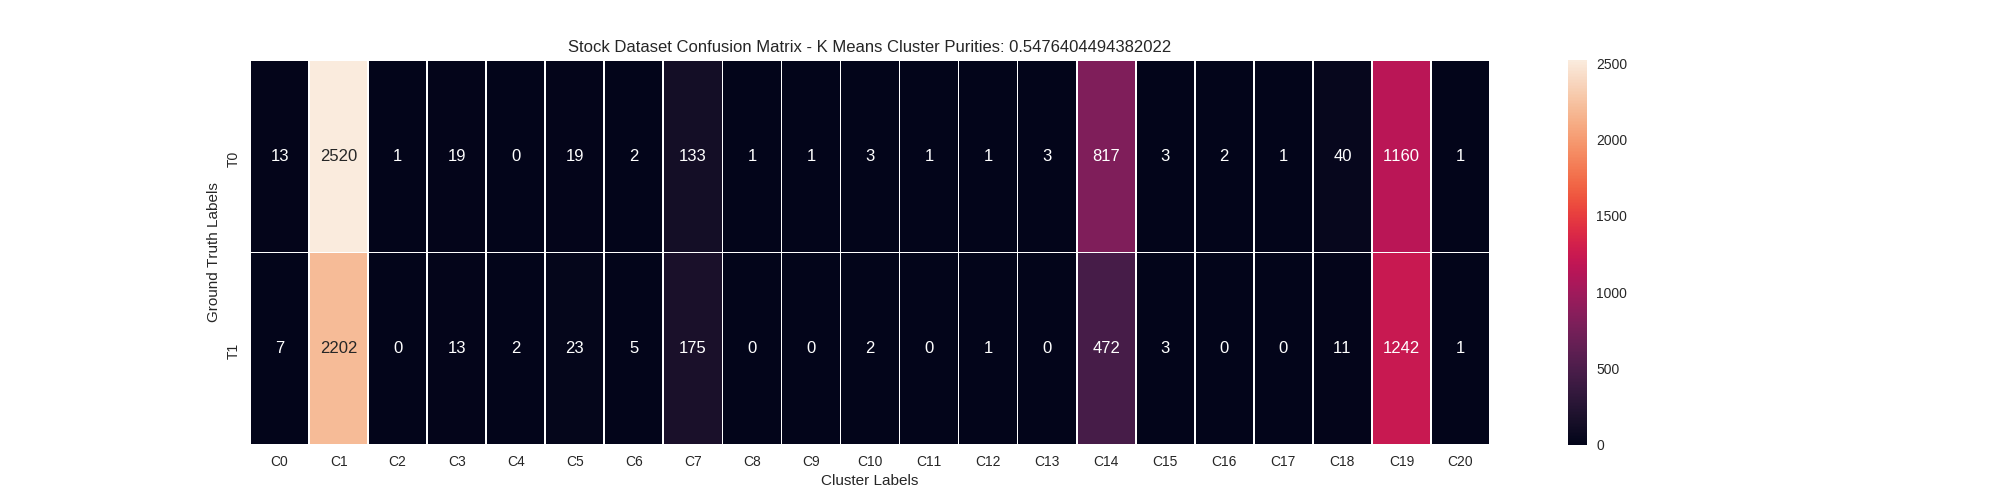 Stock Dataset Confusion Matrix - K Means Cluster Purities: 0.5476404494382022
Ground Truth Labels
T0
13 2520 1 19 0 19 2 133 1 1 3 1 1 3 817 3 2 1 40 1160 1
T1
7 2202 0 13 2 23 5 175 0 0 2 0 1 0 472 3 0 0 11 1242 1
C0 C1 C2 C3 C4 C5 C6 C7 C8 C9 C10 C11 C12 C13 C14 C15 C16 C17 C18 C19 C20
Cluster Labels
2500
2000
1500
1000
500
0